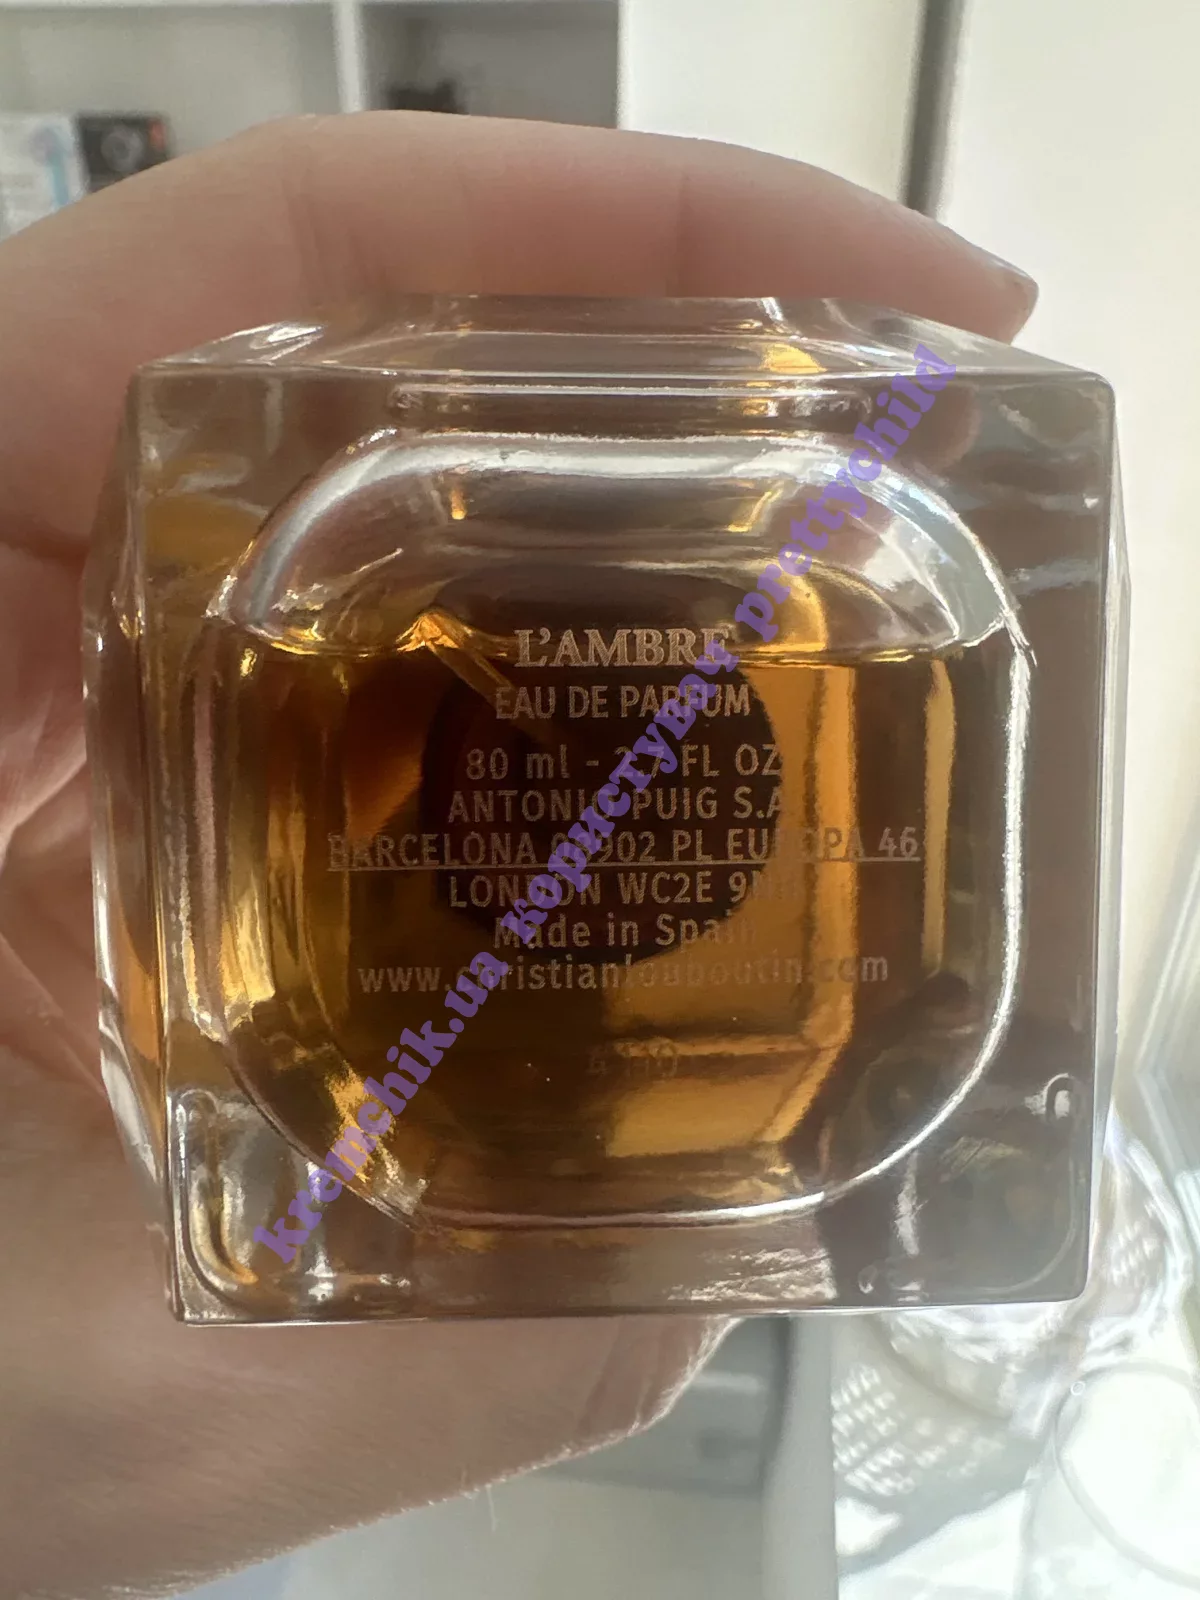 L'AMBRE
EAU DE PARFUM
80 ml - 2.7 FL OZ
ANTONIO PUIG S.A
BARCELONA 08902 PL EUROPA 46
LONDON WC2E
Made in Spain
www.christianlouboutin.com
kremchik.ua користувач prettychild